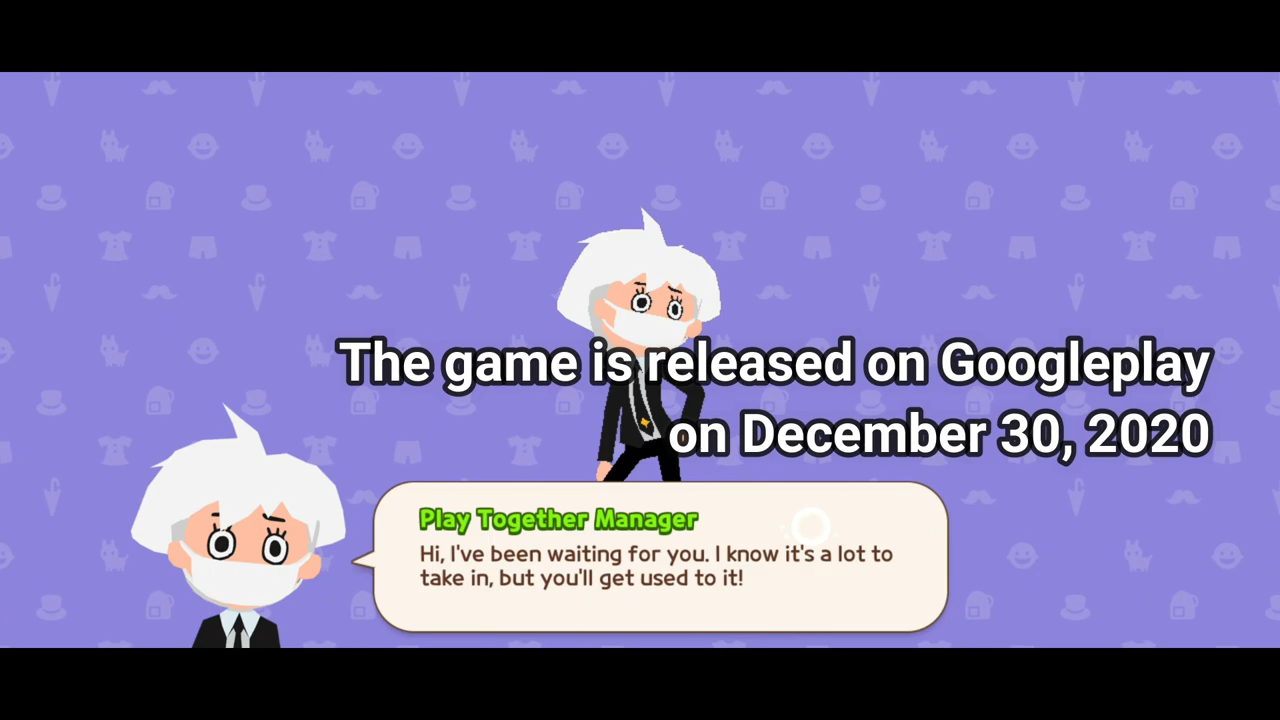 The game is released on Googleplay
on December 30, 2020
Play Together Manager
Hi, I've been waiting for you. I know it's a lot to
take in, but you'll get used to it!